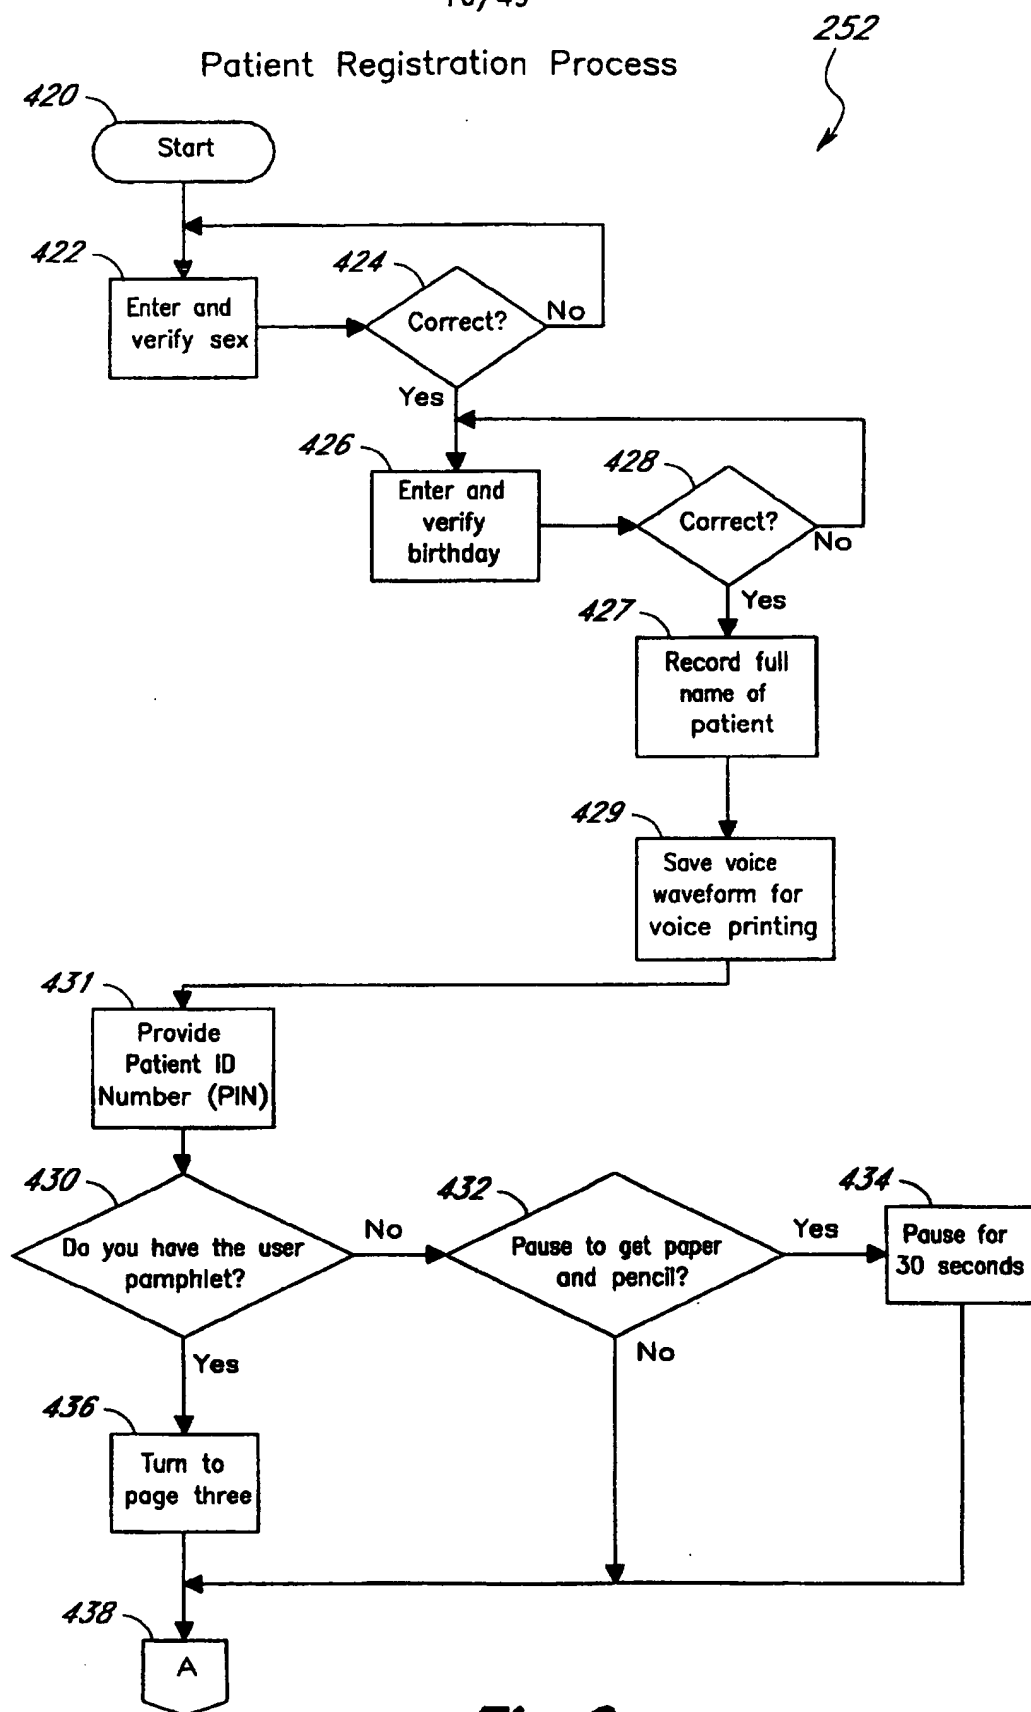 252
Patient Registration Process
420
Start
422
Enter and
verify sex
424
Correct?
No
Yes
426
Enter and
verify
birthday
428
Correct?
No
Yes
427
Record full
name of
patient
429
Save voice
waveform for
voice printing
431
Provide
Patient ID
Number (PIN)
430
Do you have the user
pamphlet?
No
432
Pause to get paper
and pencil?
Yes
434
Pause for
30 seconds
Yes
No
436
Turn to
page three
438
A